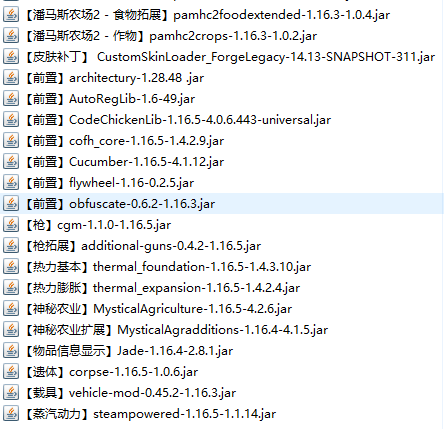 【潘马斯农场2 - 食物拓展】pamhc2foodextended-1.16.3-1.0.4.jar
【潘马斯农场2 - 作物】pamhc2crops-1.16.3-1.0.2.jar
【皮肤补丁】 CustomSkinLoader_ForgeLegacy-14.13-SNAPSHOT-311.jar
【前置】architectury-1.28.48 .jar
【前置】AutoRegLib-1.6-49.jar
【前置】CodeChickenLib-1.16.5-4.0.6.443-universal.jar
【前置】cofh_core-1.16.5-1.4.2.9.jar
【前置】Cucumber-1.16.5-4.1.12.jar
【前置】flywheel-1.16-0.2.5.jar
【前置】obfuscate-0.6.2-1.16.3.jar
【枪】cgm-1.1.0-1.16.5.jar
【枪拓展】additional-guns-0.4.2-1.16.5.jar
【热力基本】thermal_foundation-1.16.5-1.4.3.10.jar
【热力膨胀】thermal_expansion-1.16.5-1.4.2.4.jar
【神秘农业】MysticalAgriculture-1.16.5-4.2.6.jar
【神秘农业扩展】MysticalAgradditions-1.16.4-4.1.5.jar
【物品信息显示】Jade-1.16.4-2.8.1.jar
【遗体】corpse-1.16.5-1.0.6.jar
【载具】vehicle-mod-0.45.2-1.16.3.jar
【蒸汽动力】steampowered-1.16.5-1.1.14.jar